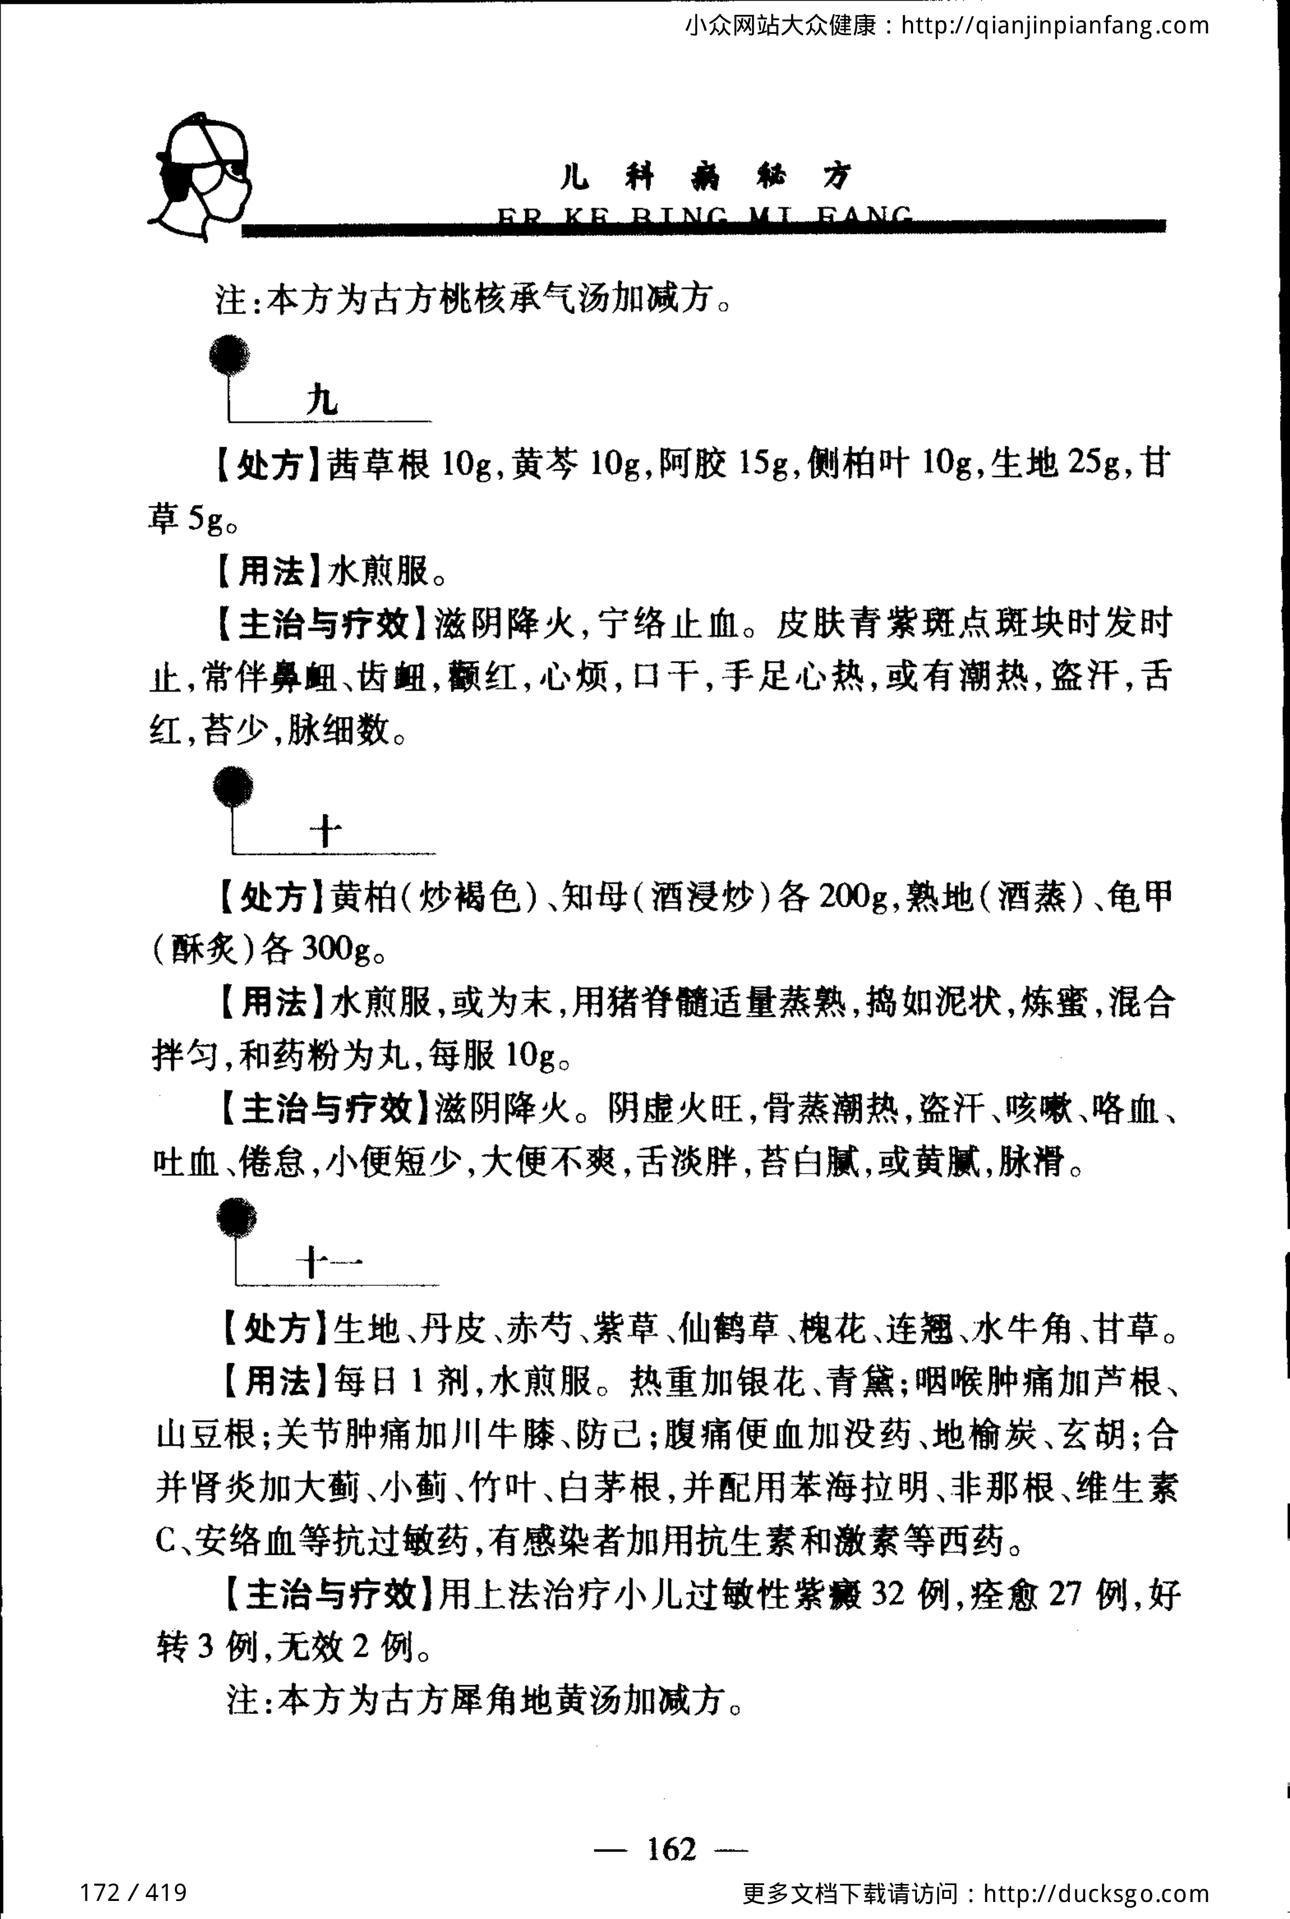 小众网站大众健康：http://qianjinpianfang.com
儿科病秘方
ER KE BING MI FANG
注:本方为古方桃核承气汤加减方。
九
【处方】茜草根 10g,黄芩 10g,阿胶 15g,侧柏叶 10g,生地 25g,甘
草 5g。
【用法】水煎服。
【主治与疗效】滋阴降火,宁络止血。皮肤青紫斑点斑块时发时
止,常伴鼻衄、齿衄,颧红,心烦,口干,手足心热,或有潮热,盗汗,舌
红,苔少,脉细数。
十
【处方】黄柏(炒褐色)、知母(酒浸炒)各 200g,熟地(酒蒸)、龟甲
(酥炙)各 300g。
【用法】水煎服,或为末,用猪脊髓适量蒸熟,捣如泥状,炼蜜,混合
拌匀,和药粉为丸,每服 10g。
【主治与疗效】滋阴降火。阴虚火旺,骨蒸潮热,盗汗、咳嗽、咯血、
吐血、倦怠,小便短少,大便不爽,舌淡胖,苔白腻,或黄腻,脉滑。
十一
【处方】生地、丹皮、赤芍、紫草、仙鹤草、槐花、连翘、水牛角、甘草。
【用法】每日 1 剂,水煎服。热重加银花、青黛;咽喉肿痛加芦根、
山豆根;关节肿痛加川牛膝、防己;腹痛便血加没药、地榆炭、玄胡;合
并肾炎加大蓟、小蓟、竹叶、白茅根,并配用苯海拉明、非那根、维生素
C、安络血等抗过敏药,有感染者加用抗生素和激素等西药。
【主治与疗效】用上法治疗小儿过敏性紫癜 32 例,痊愈 27 例,好
转 3 例,无效 2 例。
注:本方为古方犀角地黄汤加减方。
— 162 —
172 / 419
更多文档下载请访问：http://ducksgo.com